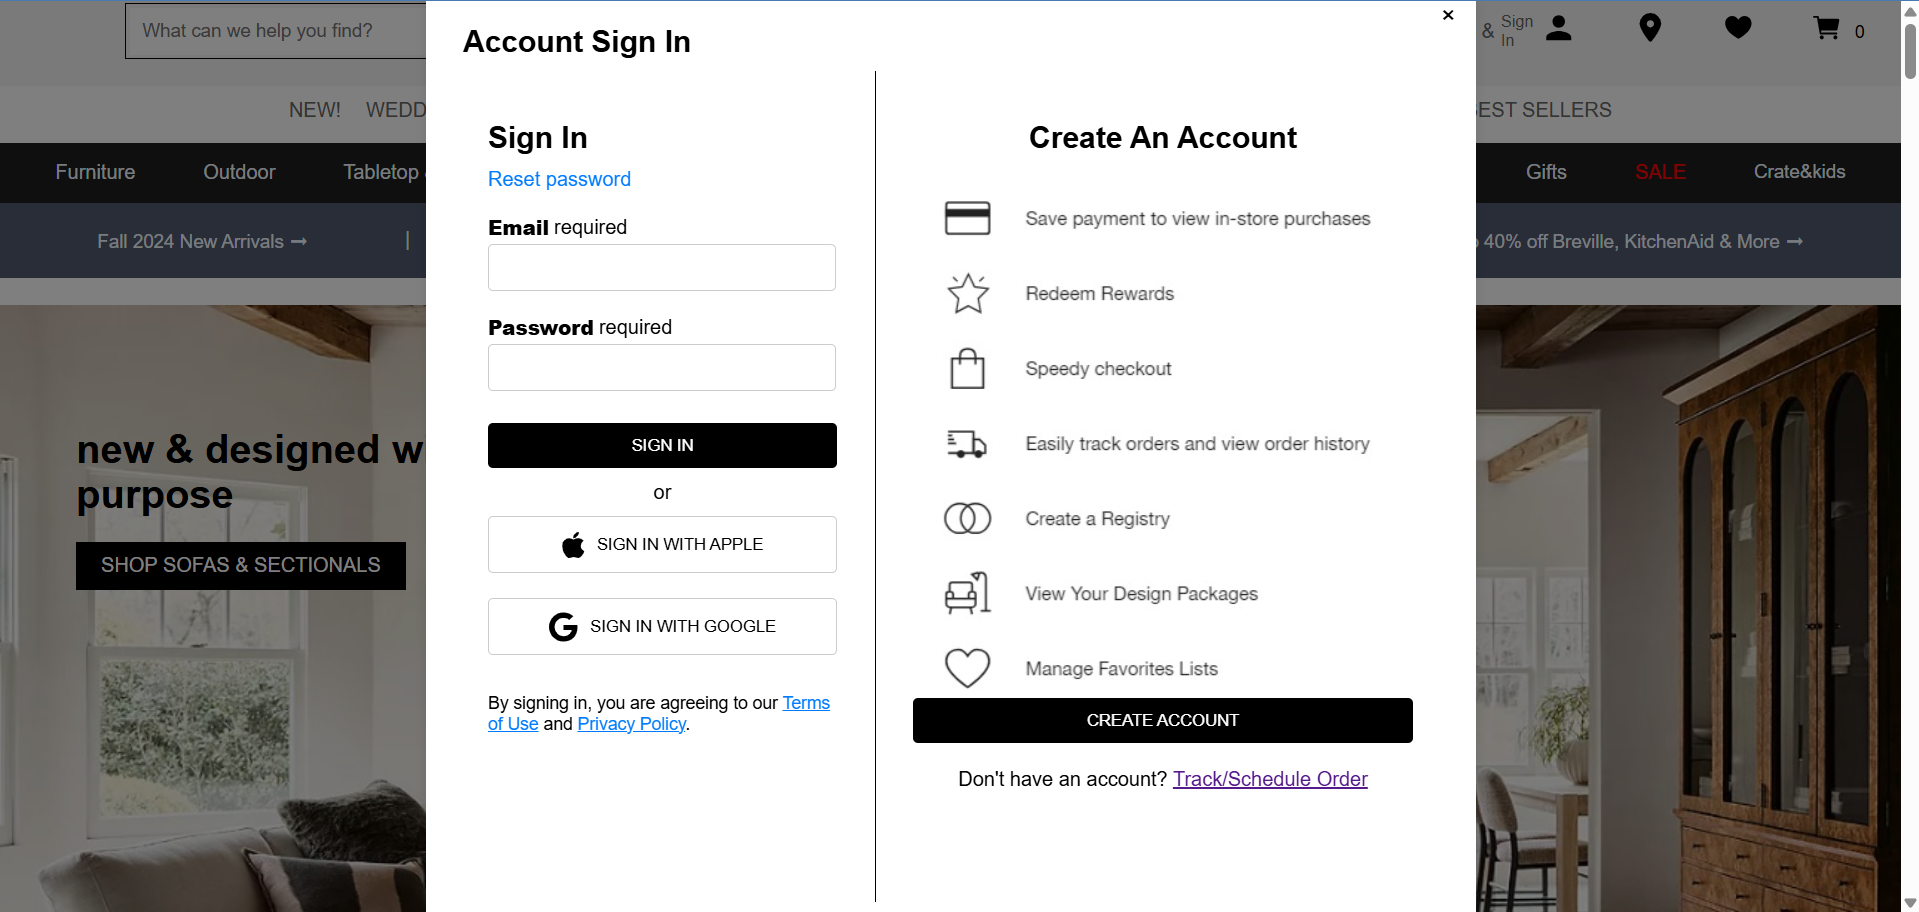 What can we help you find?
& Sign
In
0
NEW! WEDD
EST SELLERS
Furniture
Outdoor
Tabletop
Gifts
SALE
Crate&kids
Fall 2024 New Arrivals →
|
40% off Breville, KitchenAid & More →
new & designed w
purpose
SHOP SOFAS & SECTIONALS
×
Account Sign In
Sign In
Reset password
Email required
Password required
SIGN IN
or
SIGN IN WITH APPLE
SIGN IN WITH GOOGLE
By signing in, you are agreeing to our Terms
of Use and Privacy Policy.
Create An Account
Save payment to view in-store purchases
Redeem Rewards
Speedy checkout
Easily track orders and view order history
Create a Registry
View Your Design Packages
Manage Favorites Lists
CREATE ACCOUNT
Don't have an account? Track/Schedule Order